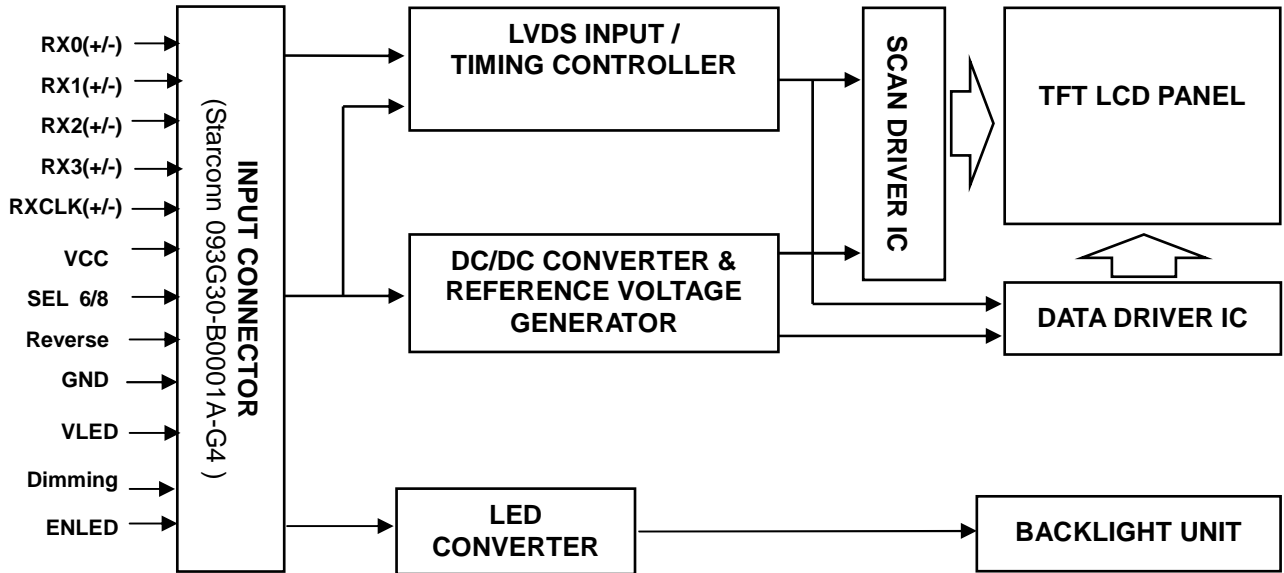 RX0(+/-)
RX1(+/-)
RX2(+/-)
RX3(+/-)
RXCLK(+/-)
VCC
SEL 6/8
Reverse
GND
VLED
Dimming
ENLED
INPUT CONNECTOR
(Starconn 093G30-B0001A-G4 )
LVDS INPUT /
TIMING CONTROLLER
DC/DC CONVERTER &
REFERENCE VOLTAGE
GENERATOR
LED
CONVERTER
SCAN DRIVER IC
TFT LCD PANEL
DATA DRIVER IC
BACKLIGHT UNIT